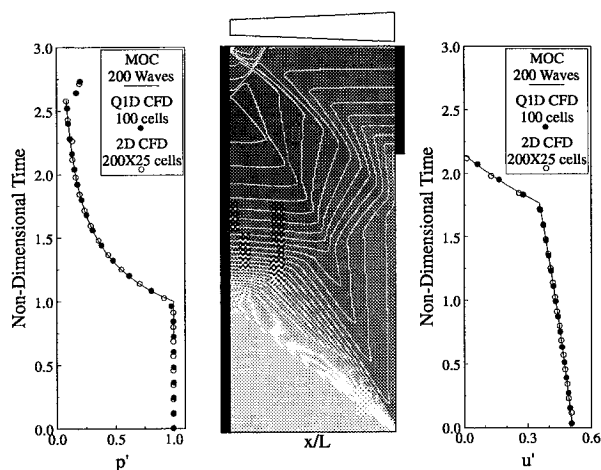 3.0
2.5
2.0
1.5
1.0
0.5
0.0
Non-Dimensional Time
MOC
200 Waves
Q1D CFD
100 cells
2D CFD
200X25 cells
0.0
0.5
1.0
p'
x/L
3.0
2.5
2.0
1.5
1.0
0.5
0.0
Non-Dimensional Time
MOC
200 Waves
Q1D CFD
100 cells
2D CFD
200X25 cells
0.0
0.3
0.6
u'